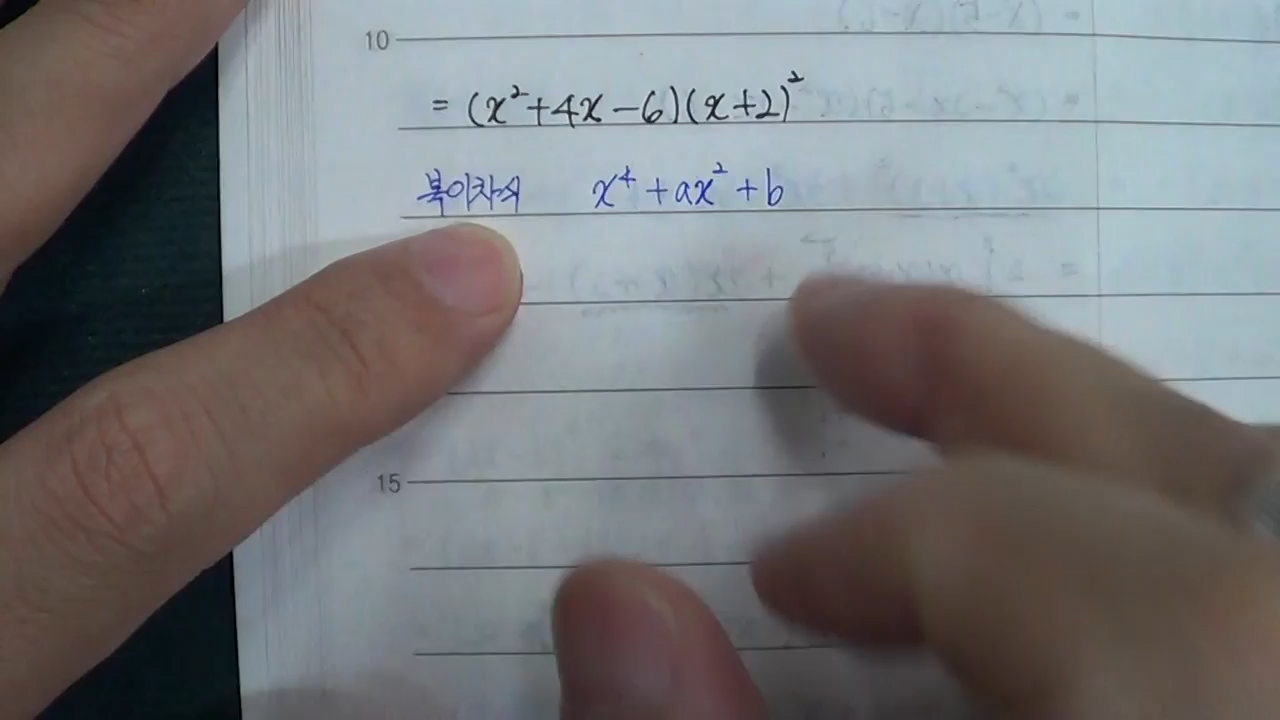 10
= (x²+4x-6)(x+2)²
복이차식 x⁴+ax²+b
15